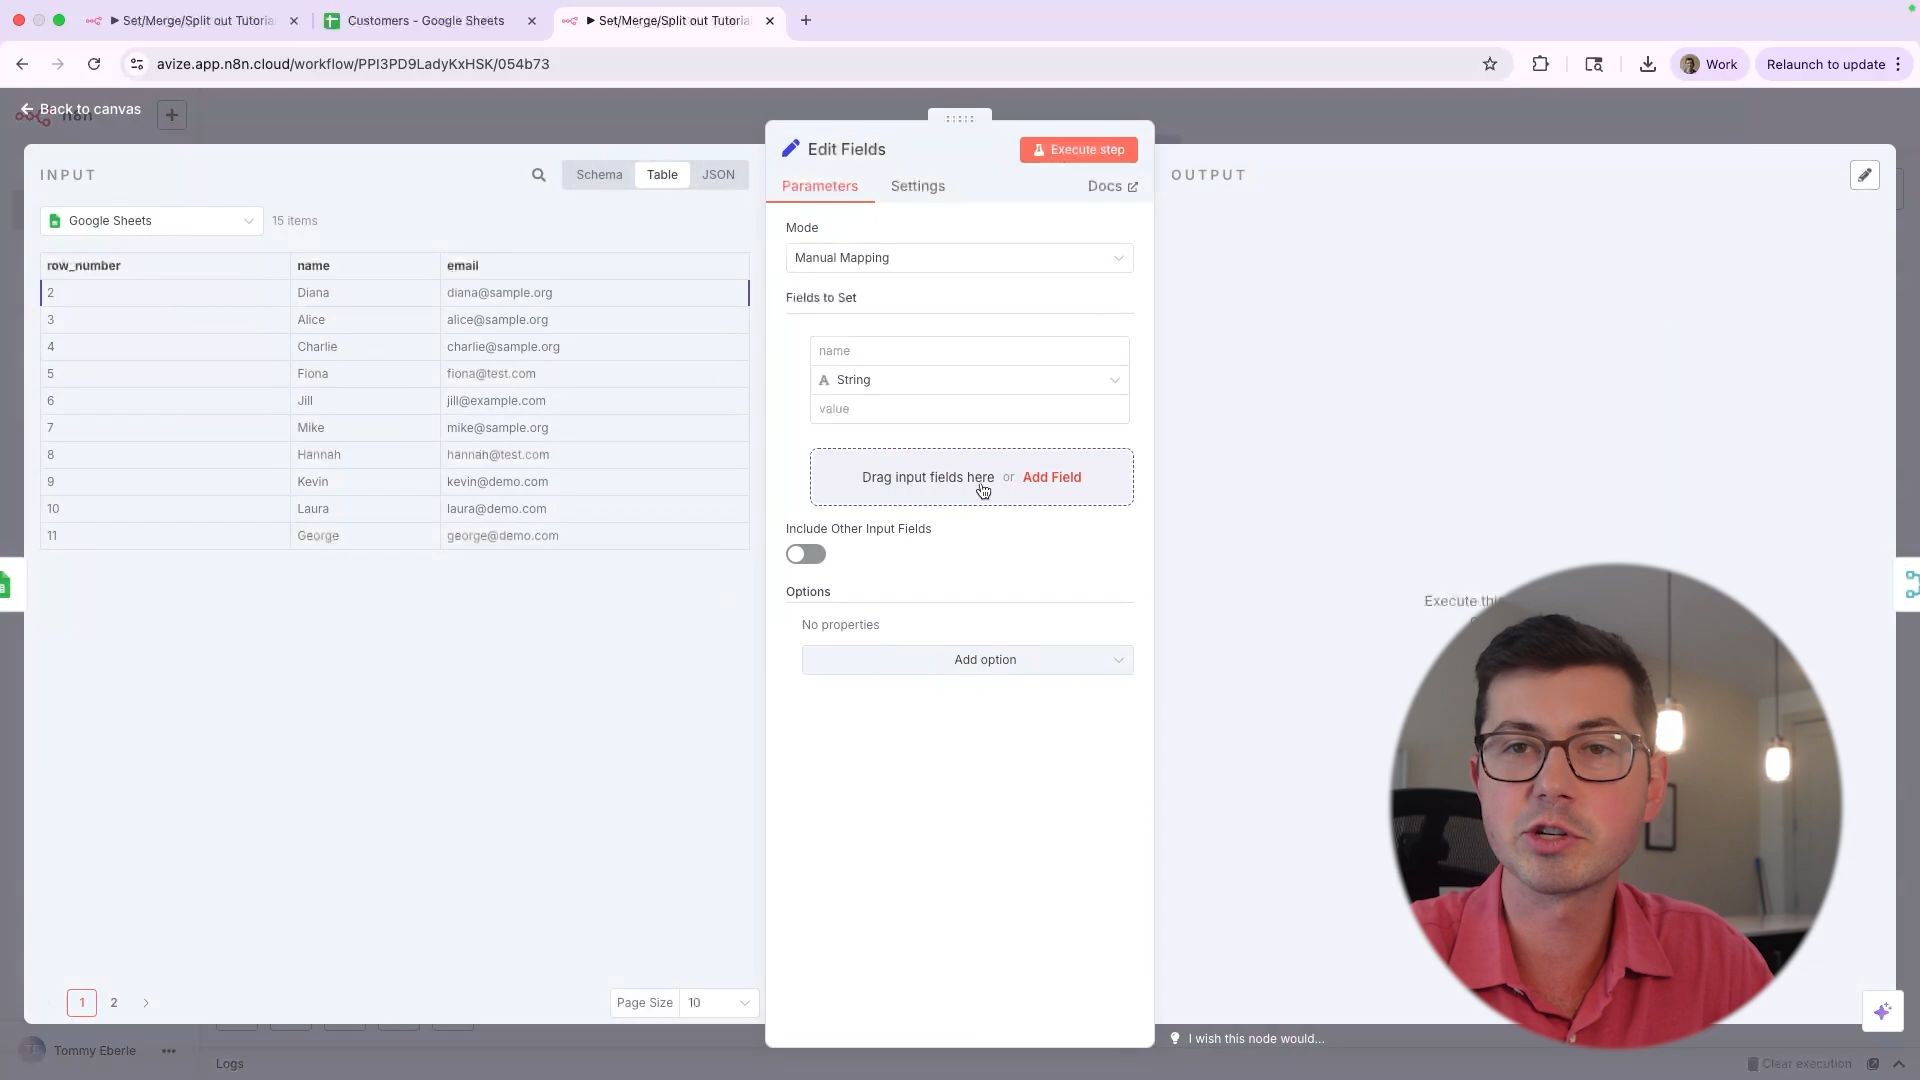 Set/Merge/Split out Tutoria
Customers - Google Sheets
Set/Merge/Split out Tutoria
avize.app.n8n.cloud/workflow/PPI3PD9LadyKxHSK/054b73
Work
Relaunch to update
Back to canvas
n8n
INPUT
Schema
Table
JSON
Google Sheets
15 items
row_number name email
2 Diana diana@sample.org
3 Alice alice@sample.org
4 Charlie charlie@sample.org
5 Fiona fiona@test.com
6 Jill jill@example.com
7 Mike mike@sample.org
8 Hannah hannah@test.com
9 Kevin kevin@demo.com
10 Laura laura@demo.com
11 George george@demo.com
1 2
Page Size 10
Edit Fields
Execute step
Parameters
Settings
Docs
Mode
Manual Mapping
Fields to Set
name
A String
value
Drag input fields here or Add Field
Include Other Input Fields
Options
No properties
Add option
OUTPUT
Execute thi
I wish this node would...
Tommy Eberle
Logs
Clear execution